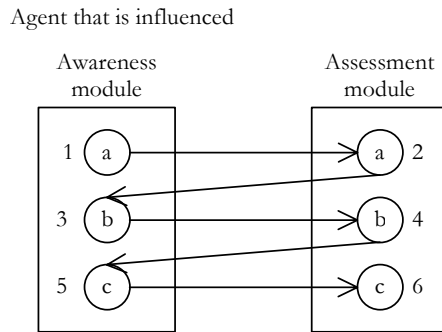 Agent that is influenced
Awareness
module
Assessment
module
1 a a 2
3 b b 4
5 c c 6